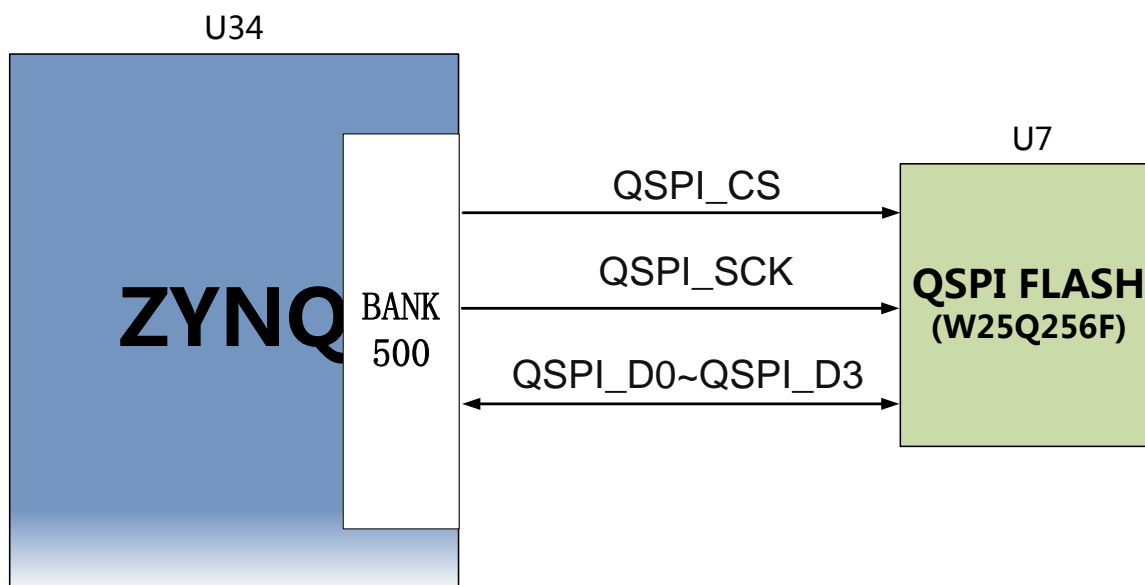 U34
U7
QSPI_CS
QSPI_SCK
ZYNQ
BANK
500
QSPI FLASH
(W25Q256F)
QSPI_D0~QSPI_D3